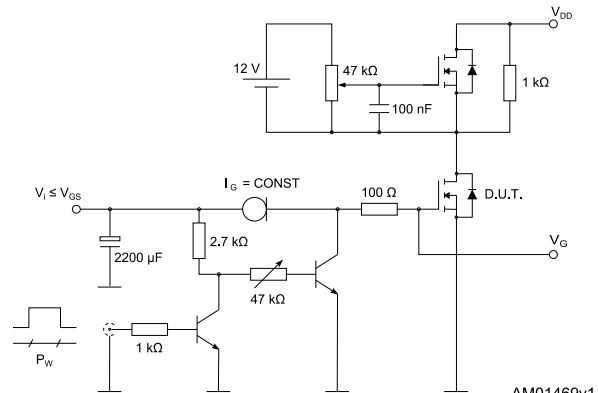 V_DD
12 V
47 kΩ
1 kΩ
100 nF
V_i ≤ V_GS
I_G = CONST
100 Ω
D.U.T.
2.7 kΩ
V_G
2200 μF
47 kΩ
1 kΩ
P_W
AM01469v1